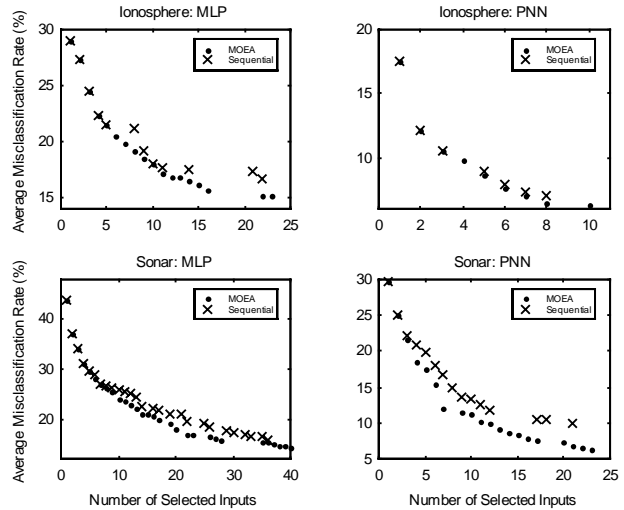 Ionosphere: MLP
Average Misclassification Rate (%)
30
25
20
15
0
5
10
15
20
25
MOEA
Sequential
Ionosphere: PNN
20
15
10
0
2
4
6
8
10
MOEA
Sequential
Sonar: MLP
Average Misclassification Rate (%)
40
30
20
0
10
20
30
40
Number of Selected Inputs
MOEA
Sequential
Sonar: PNN
30
25
20
15
10
5
0
5
10
15
20
25
Number of Selected Inputs
MOEA
Sequential